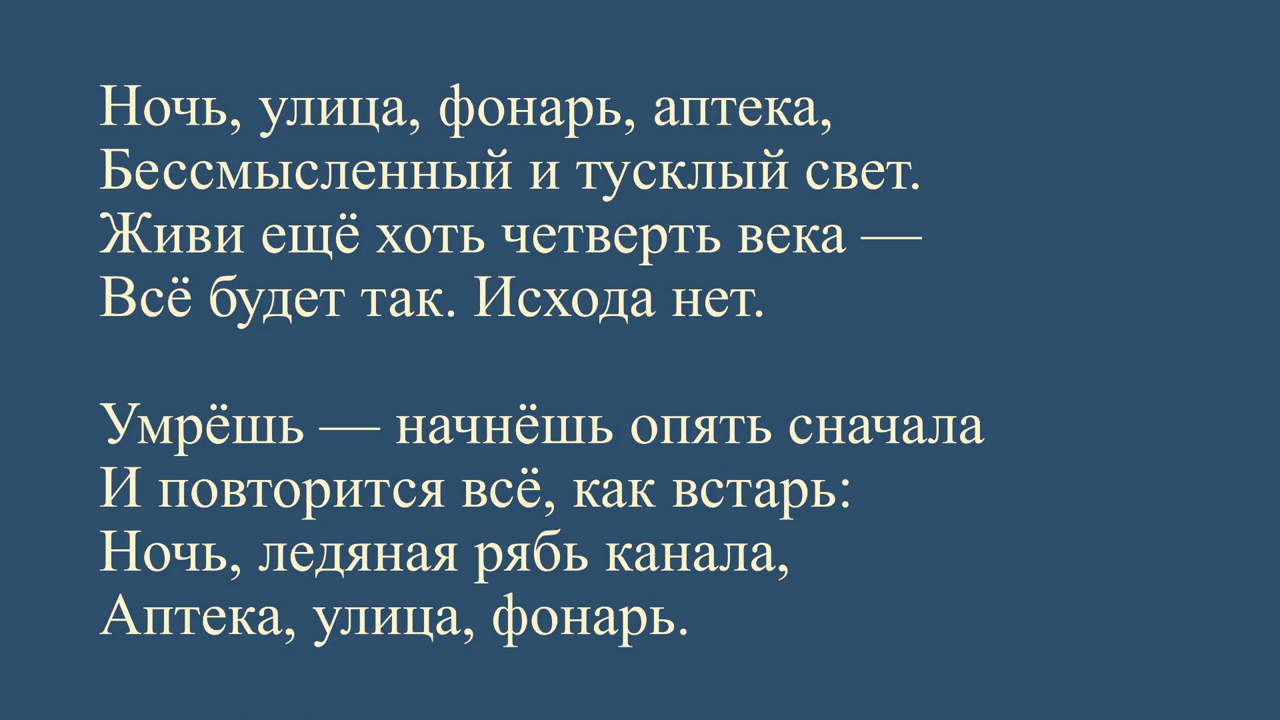 Ночь, улица, фонарь, аптека,
Бессмысленный и тусклый свет.
Живи ещё хоть четверть века —
Всё будет так. Исхода нет.
Умрёшь — начнёшь опять сначала
И повторится всё, как встарь:
Ночь, ледяная рябь канала,
Аптека, улица, фонарь.